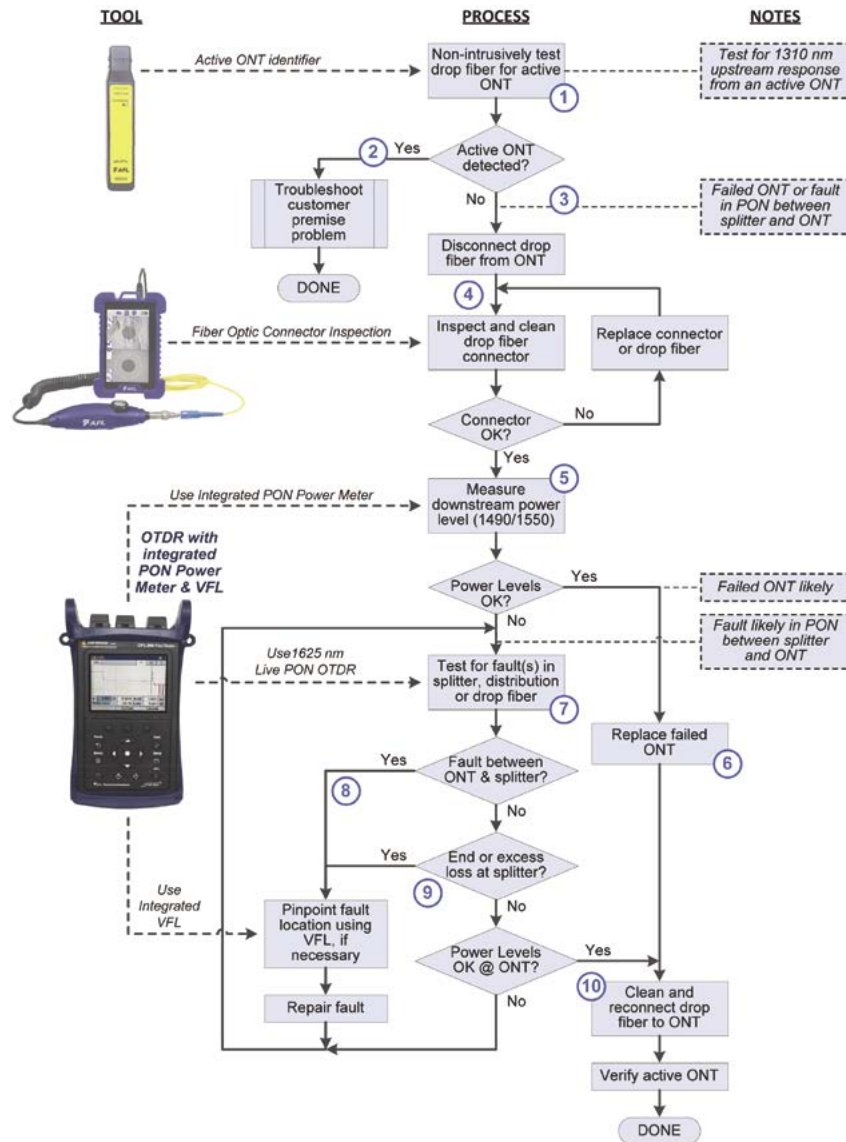 TOOL
PROCESS
NOTES
Active ONT identifier
Non-intrusively test
drop fiber for active
ONT
1
Test for 1310 nm
upstream response
from an active ONT
AFL
2
Yes
Active ONT
detected?
Troubleshoot
customer
premise
problem
DONE
No
3
Failed ONT or fault
in PON between
splitter and ONT
Disconnect drop
fiber from ONT
4
Fiber Optic Connector Inspection
Inspect and clean
drop fiber
connector
Replace connector
or drop fiber
AFL
AFL
Connector
OK?
No
Yes
5
Use Integrated PON Power Meter
Measure
downstream power
level (1490/1550)
OTDR with
integrated
PON Power
Meter & VFL
Power Levels
OK?
Yes
Failed ONT likely
No
Fault likely in PON
between splitter
and ONT
Use1625 nm
Live PON OTDR
Test for fault(s) in
splitter, distribution
or drop fiber
7
Replace failed
ONT
6
Yes
8
Fault between
ONT & splitter?
No
Yes
9
End or excess
loss at splitter?
No
Use
Integrated
VFL
Pinpoint fault
location using
VFL, if
necessary
Power Levels
OK @ ONT?
Yes
No
Repair fault
10
Clean and
reconnect drop
fiber to ONT
Verify active ONT
DONE